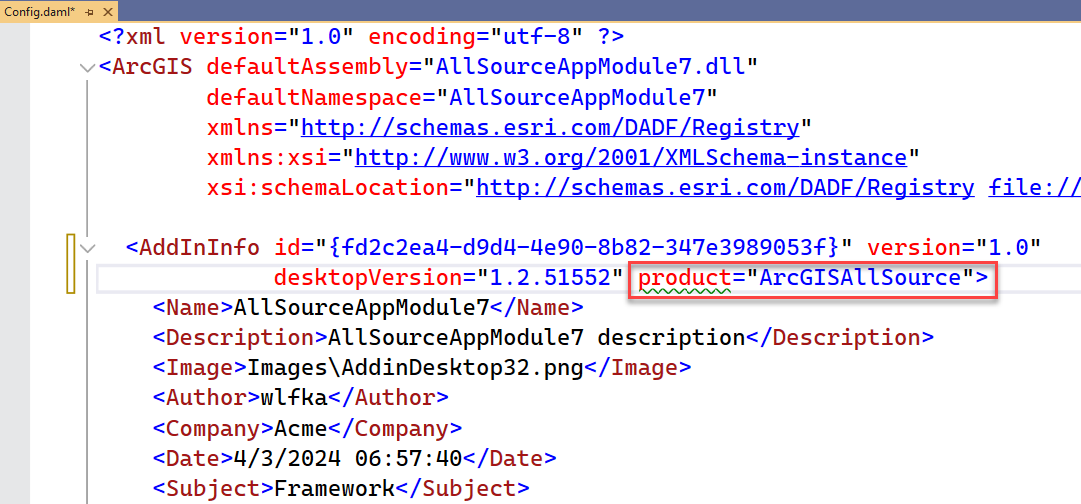 Config.daml*
<?xml version="1.0" encoding="utf-8" ?>
<ArcGIS defaultAssembly="AllSourceAppModule7.dll"
defaultNamespace="AllSourceAppModule7"
xmlns="http://schemas.esri.com/DADF/Registry"
xmlns:xsi="http://www.w3.org/2001/XMLSchema-instance"
xsi:schemaLocation="http://schemas.esri.com/DADF/Registry file://
<AddInInfo id="{fd2c2ea4-d9d4-4e90-8b82-347e3989053f}" version="1.0"
desktopVersion="1.2.51552" product="ArcGISAllSource">
<Name>AllSourceAppModule7</Name>
<Description>AllSourceAppModule7 description</Description>
<Image>Images\AddinDesktop32.png</Image>
<Author>wlfka</Author>
<Company>Acme</Company>
<Date>4/3/2024 06:57:40</Date>
<Subject>Framework</Subject>